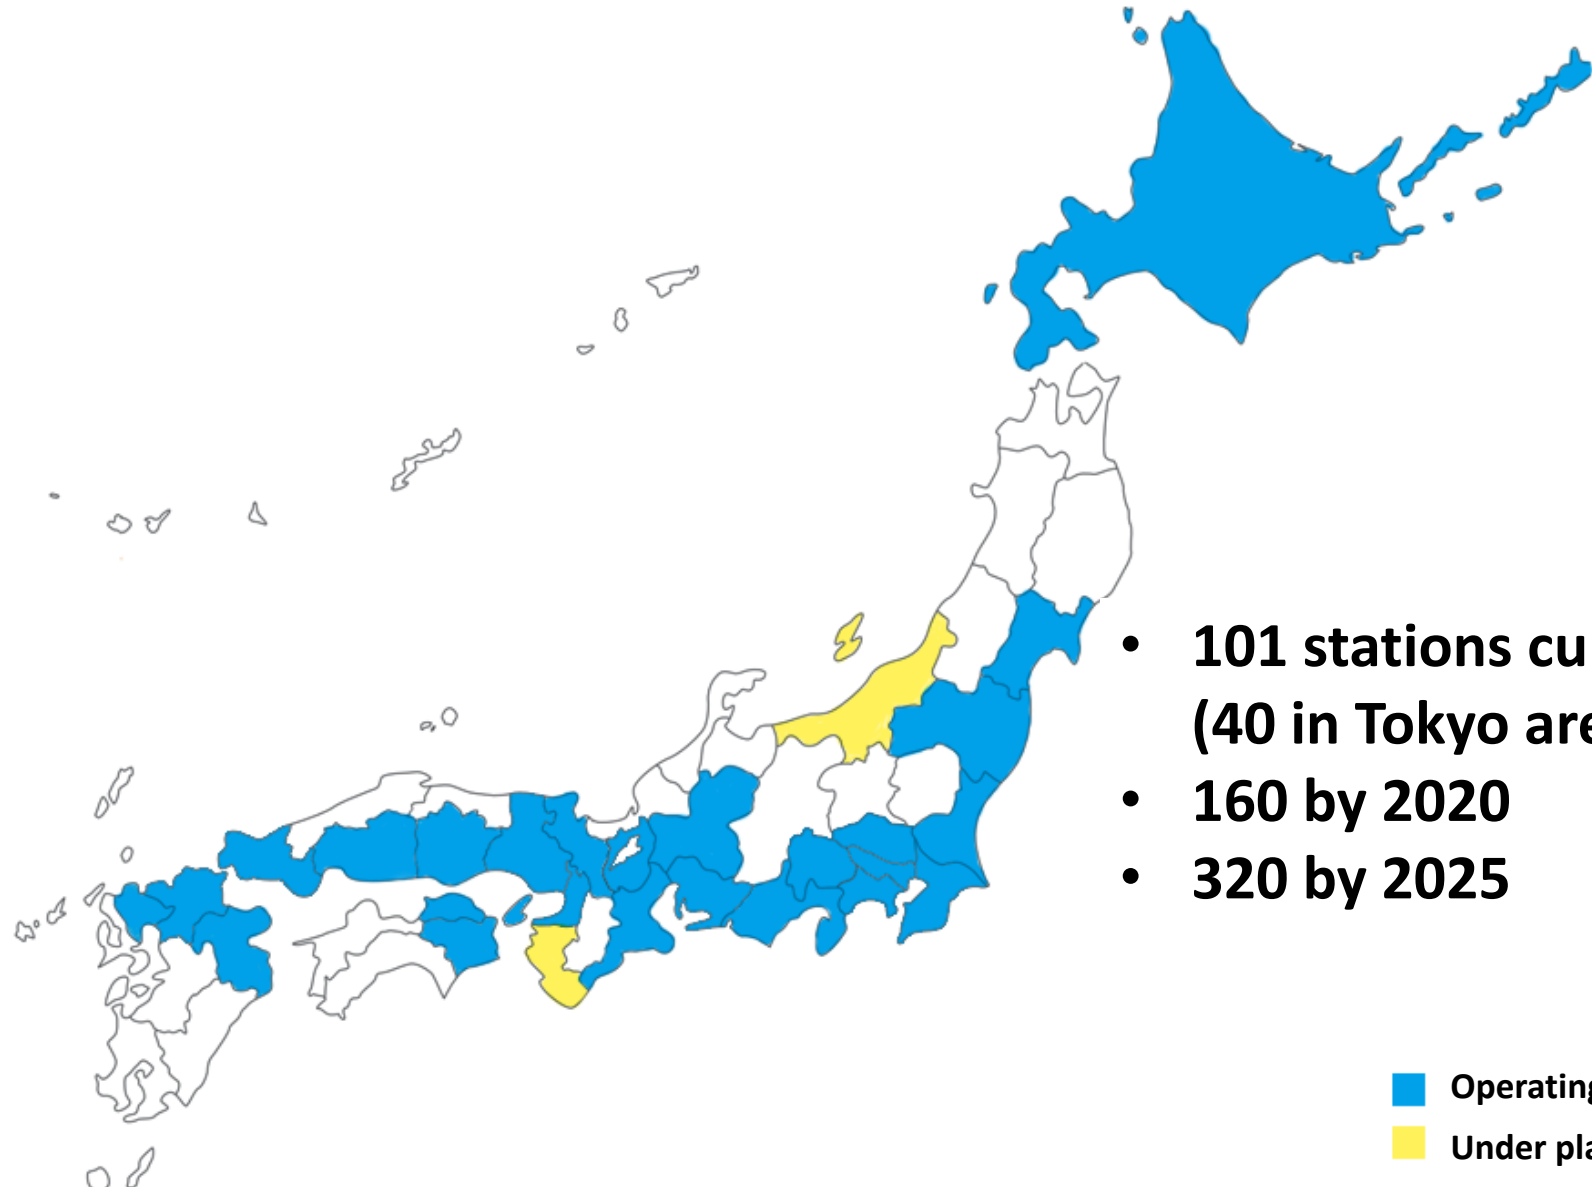 • 101 stations cu
(40 in Tokyo are
• 160 by 2020
• 320 by 2025
Operating
Under pla